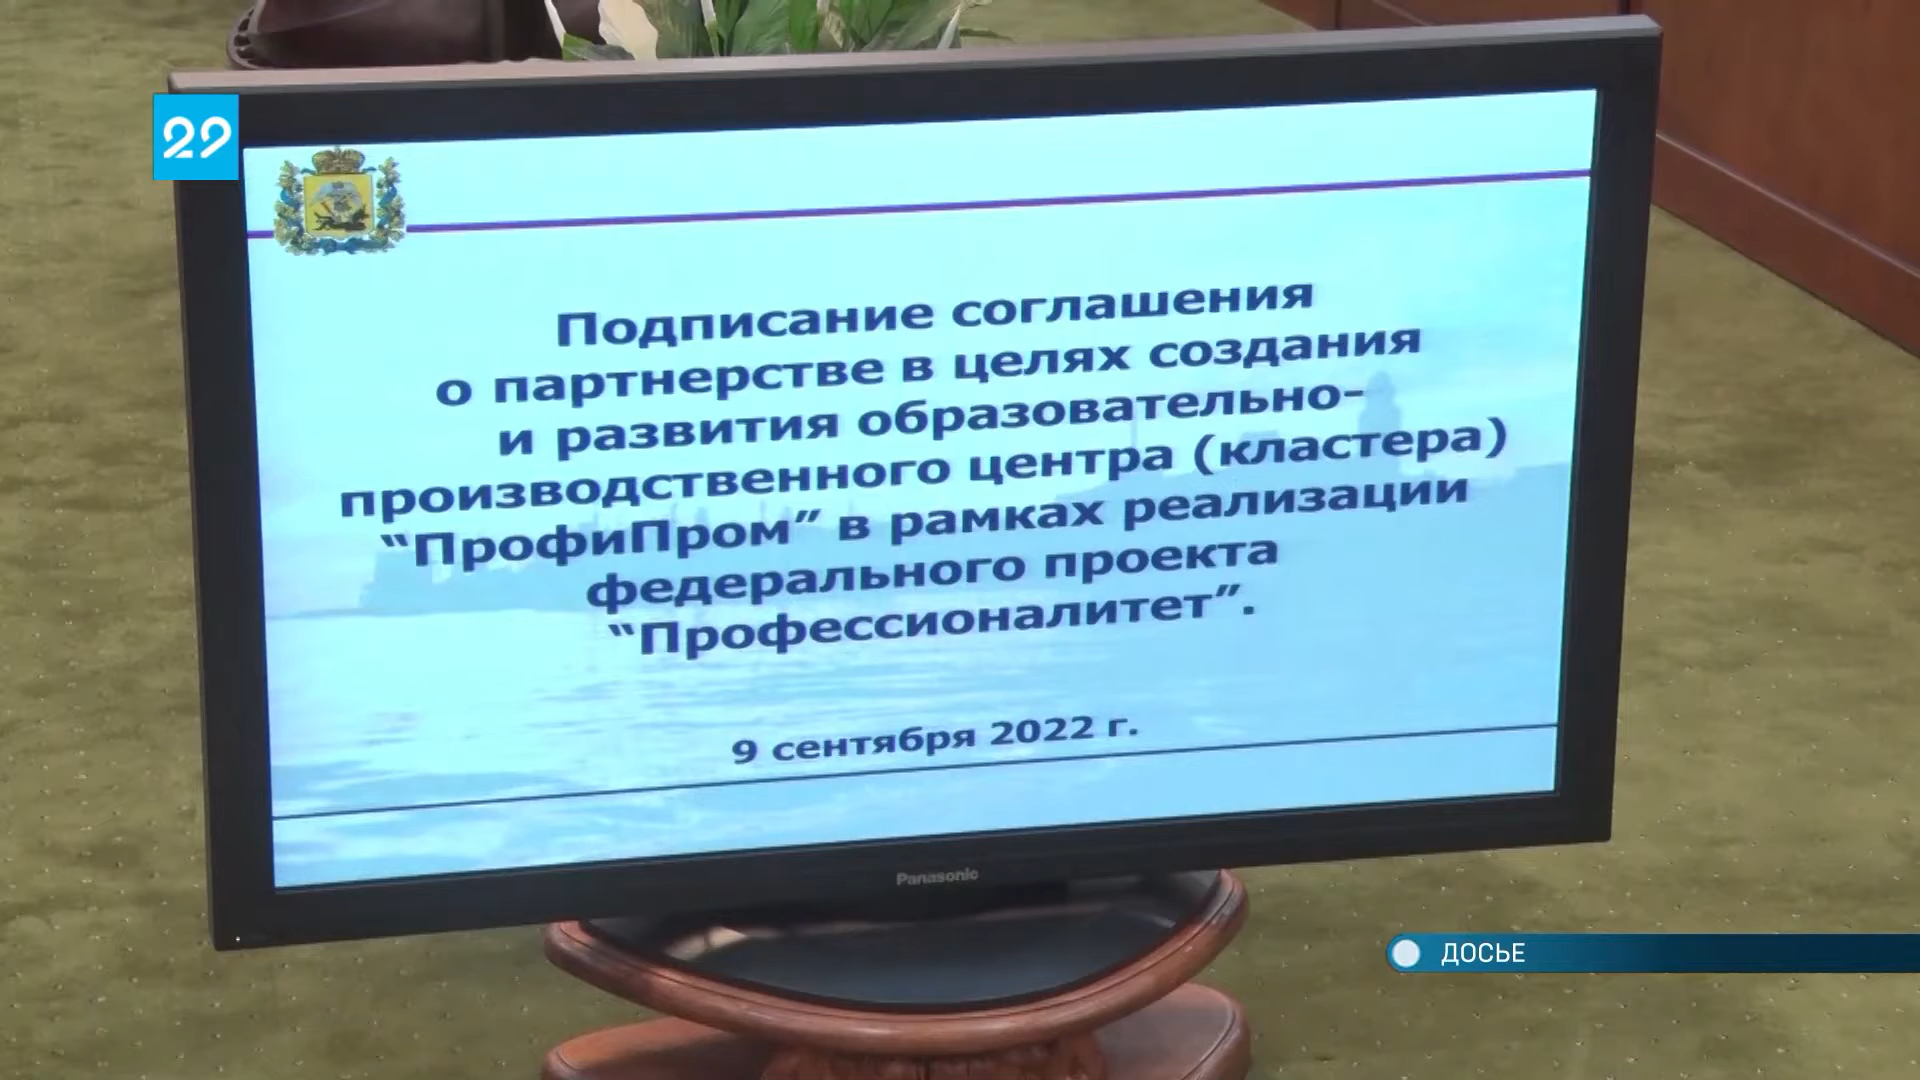 29
Подписание соглашения
о партнерстве в целях создания
и развития образовательно-
производственного центра (кластера)
“ПрофиПром” в рамках реализации
федерального проекта
“Профессионалитет”.
9 сентября 2022 г.
Panasonic
ДОСЬЕ